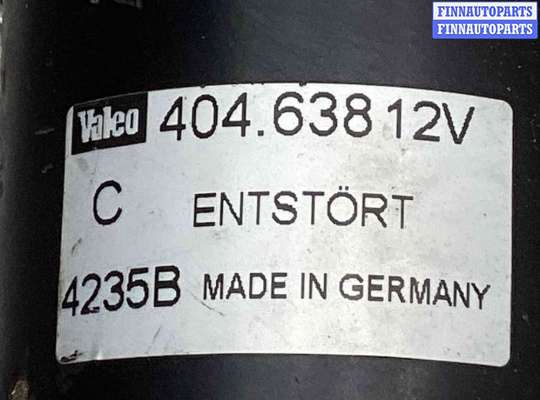 FINNAUTOPARTS
FINNAUTOPARTS
Valeo 404.638 12V
C ENTSTÖRT
4235B MADE IN GERMANY